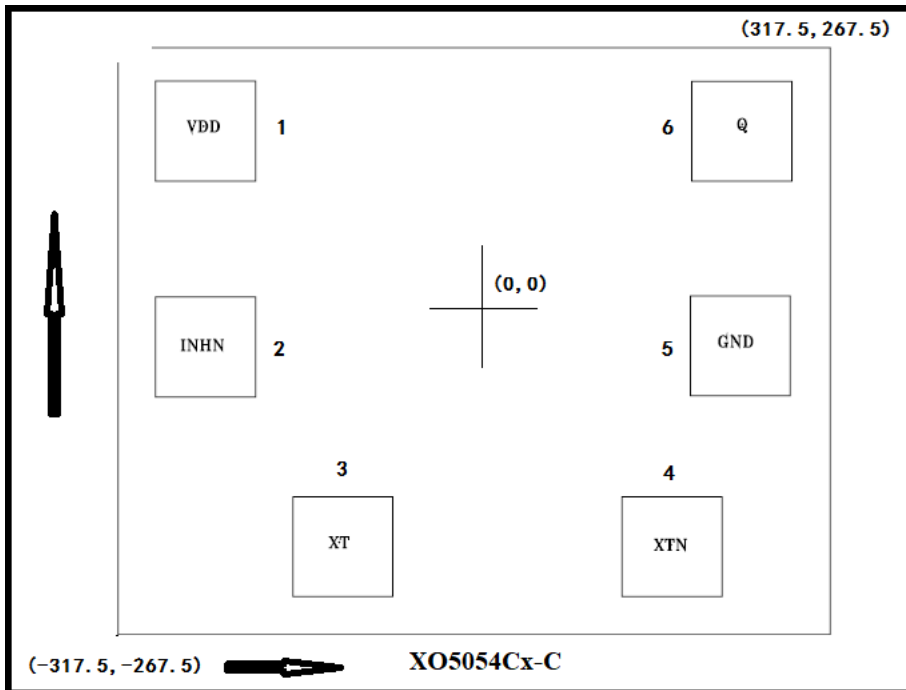 (317.5,267.5)
VDD 1 6 Q
(0,0)
INHN 2 5 GND
3 4
XT XTN
(-317.5,-267.5) XO5054Cx-C